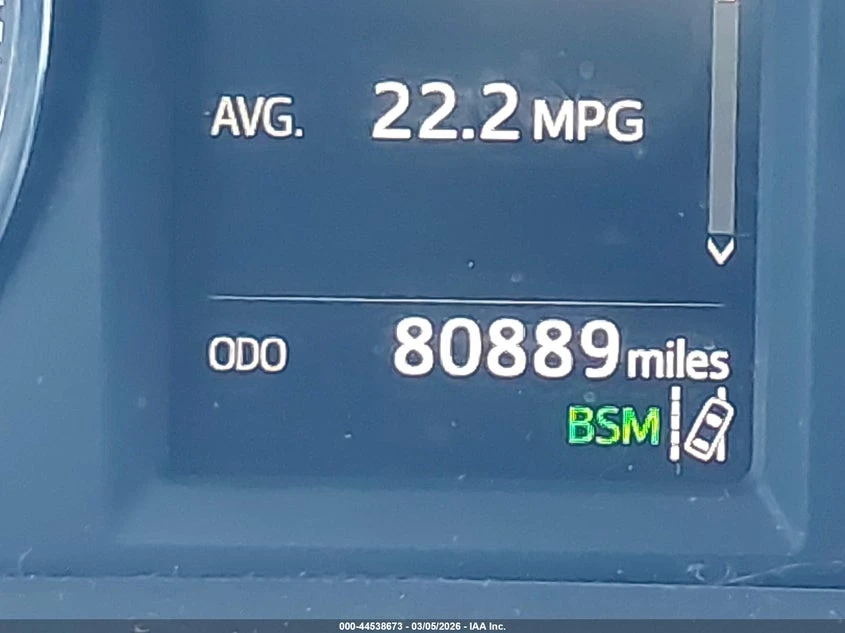 AVG. 22.2 MPG
ODO 80889 miles
BSM
000-44538673 - 03/05/2026 - IAA Inc.